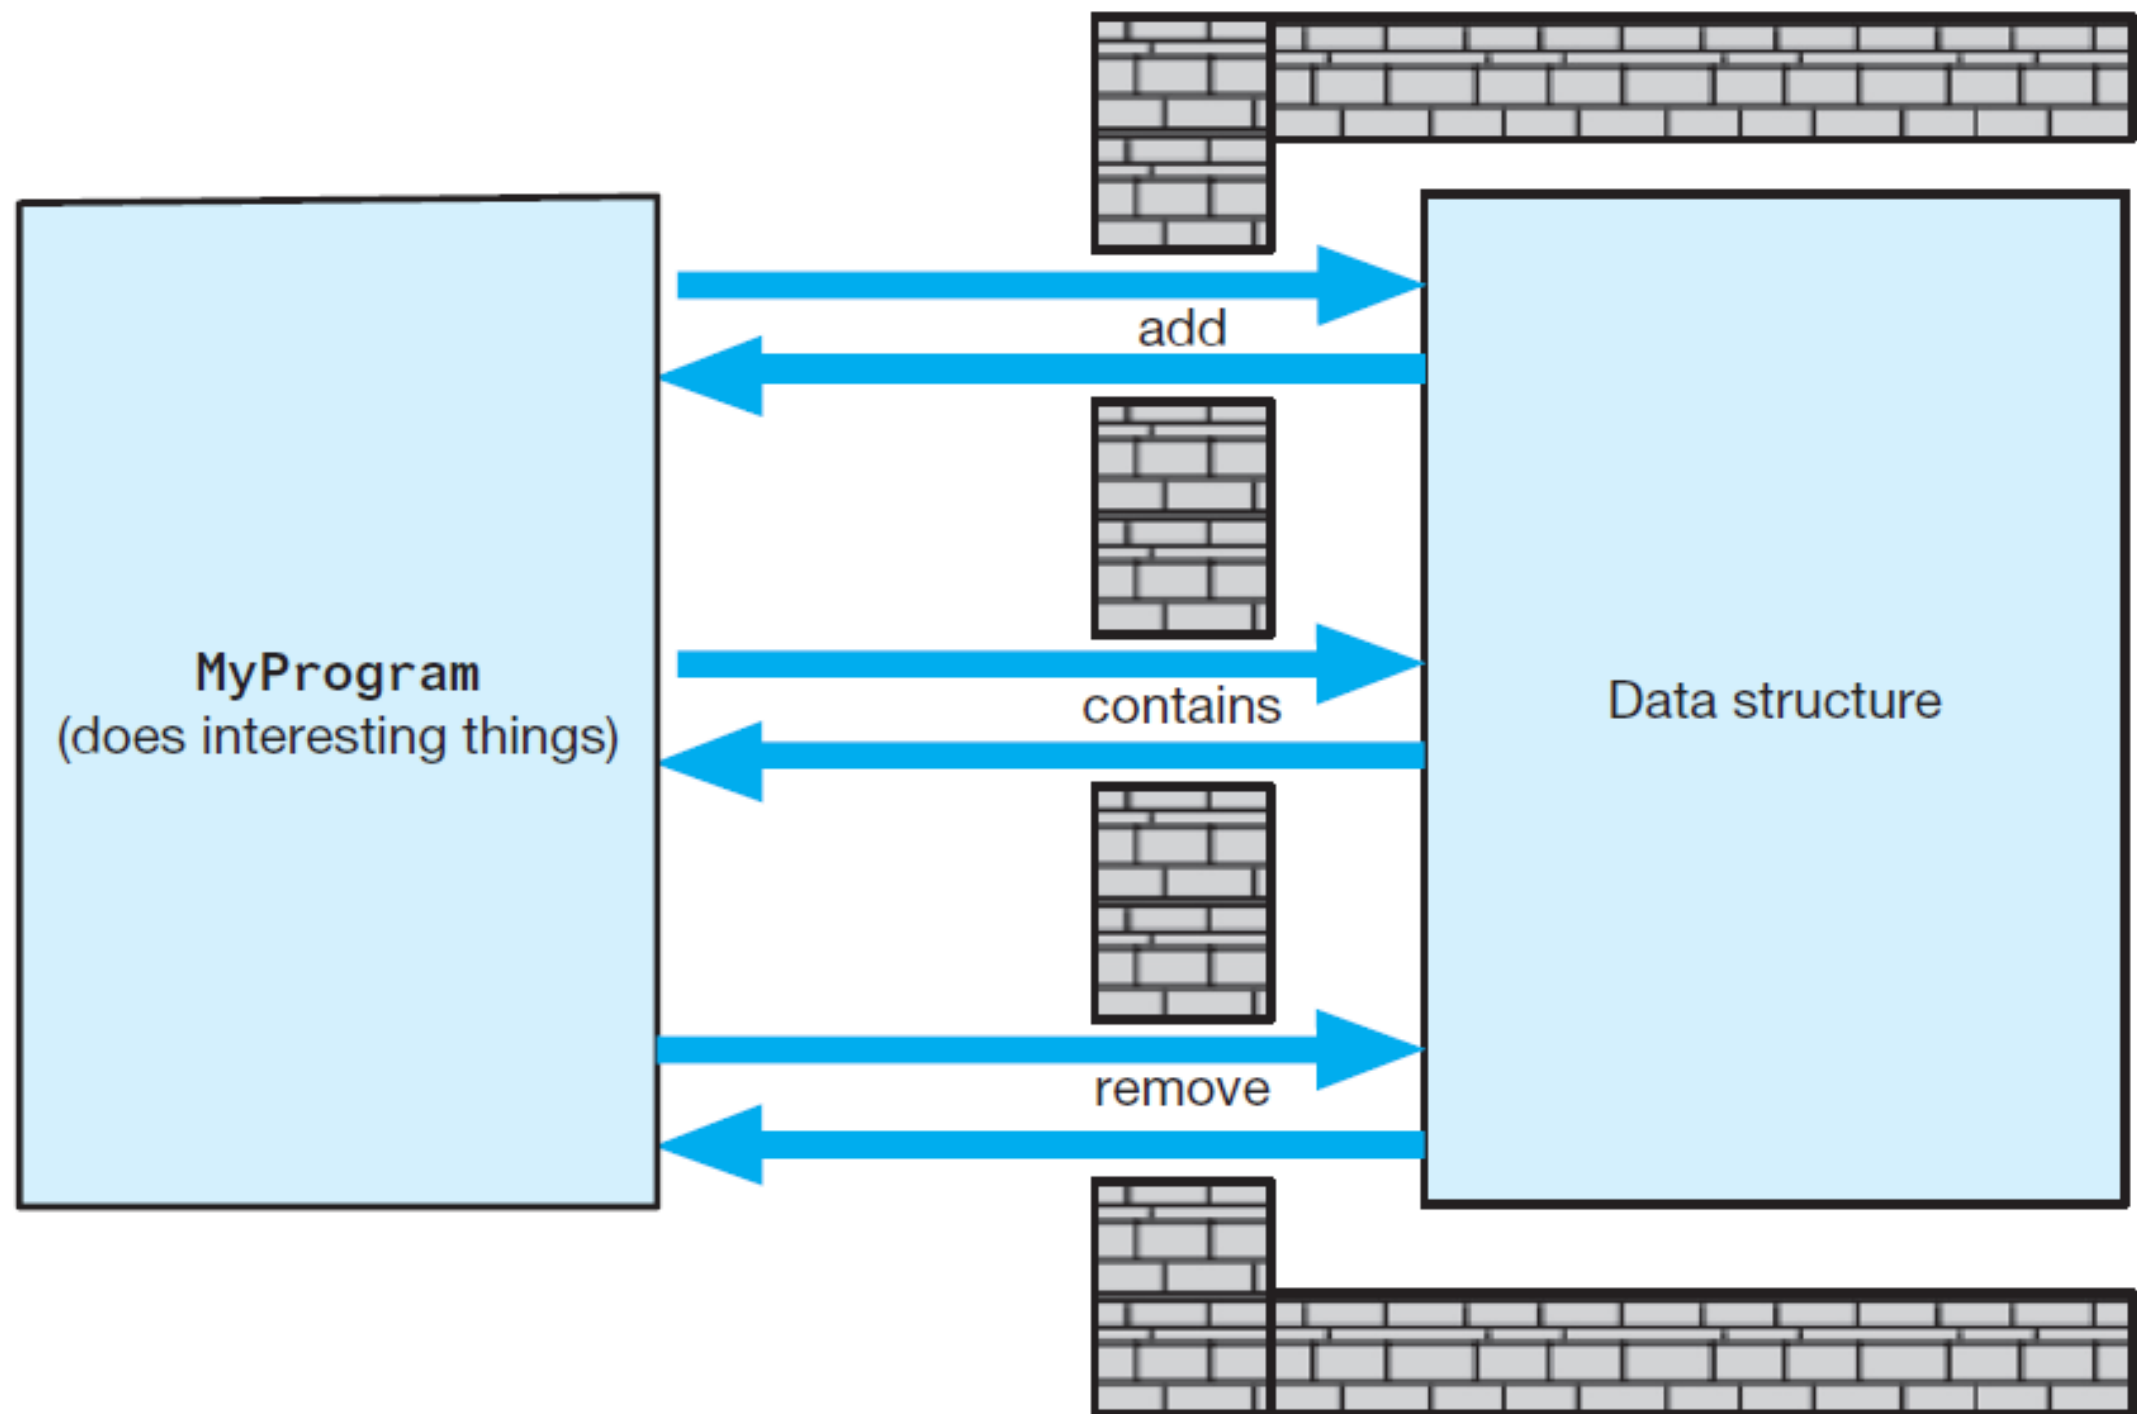 add
MyProgram
(does interesting things)
contains
Data structure
remove